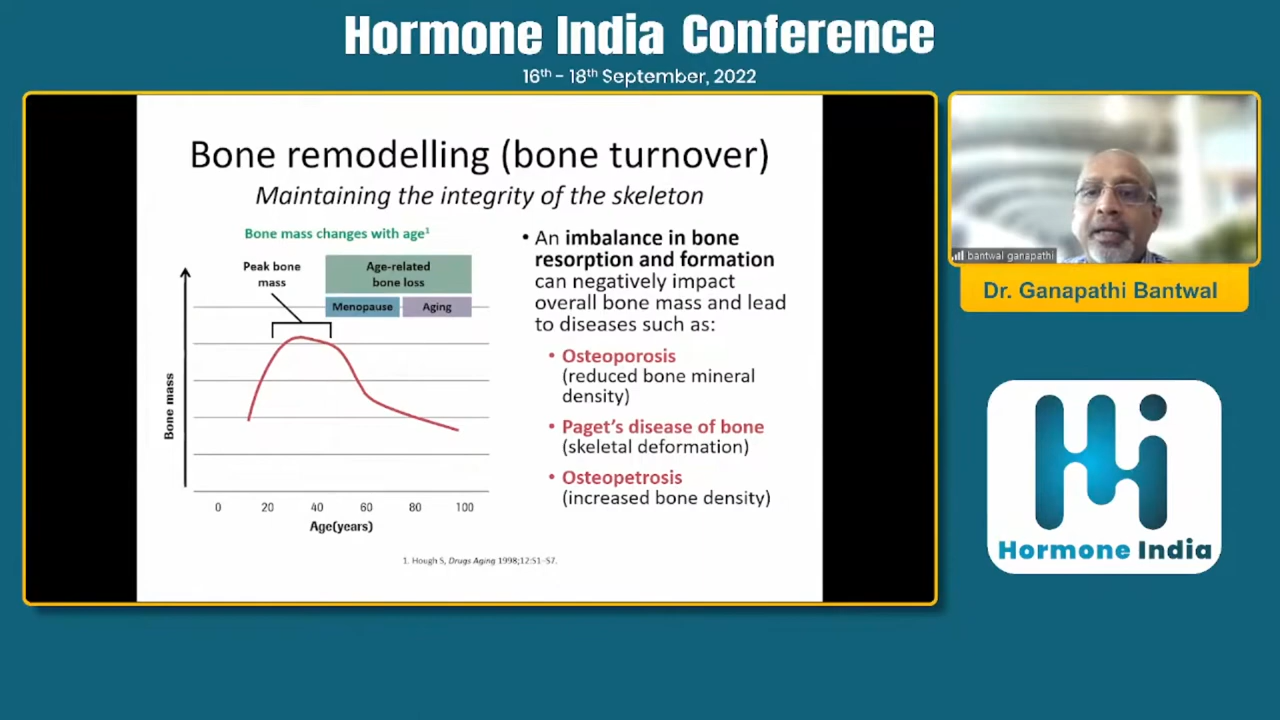 Hormone India Conference
16th - 18th September, 2022
Bone remodelling (bone turnover)
Maintaining the integrity of the skeleton
Bone mass changes with age1
Peak bone
mass
Age-related
bone loss
Menopause
Aging
Bone mass
0 20 40 60 80 100
Age(years)
• An imbalance in bone
resorption and formation
can negatively impact
overall bone mass and lead
to diseases such as:
• Osteoporosis
(reduced bone mineral
density)
• Paget’s disease of bone
(skeletal deformation)
• Osteopetrosis
(increased bone density)
1. Hough S, Drugs Aging 1998;12:51–57.
bantwal ganapathi
Dr. Ganapathi Bantwal
Hi
Hormone India